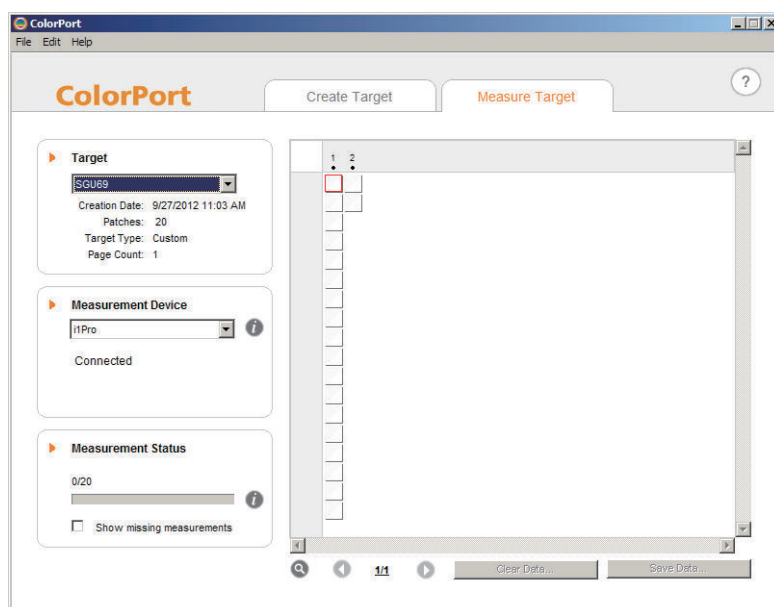 ColorPort
File Edit Help
ColorPort
Create Target
Measure Target
?
Target
SGU69
Creation Date: 9/27/2012 11:03 AM
Patches: 20
Target Type: Custom
Page Count: 1
1 2
Measurement Device
i1Pro
i
Connected
Measurement Status
0/20
i
Show missing measurements
1/1
Clear Data...
Save Data...